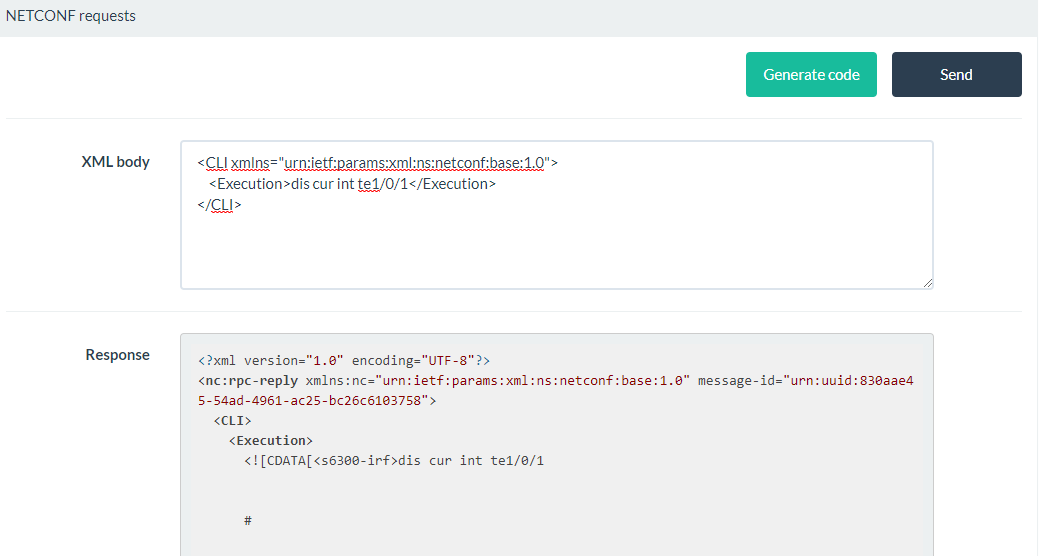 NETCONF requests
Generate code
Send
XML body
<CLI xmlns="urn:ietf:params:xml:ns:netconf:base:1.0">
<Execution>dis cur int te1/0/1</Execution>
</CLI>
Response
<?xml version="1.0" encoding="UTF-8"?>
<nc:rpc-reply xmlns:nc="urn:ietf:params:xml:ns:netconf:base:1.0" message-id="urn:uuid:830aae4
5-54ad-4961-ac25-bc26c6103758">
<CLI>
<Execution>
<![CDATA[<s6300-irf>dis cur int te1/0/1
#